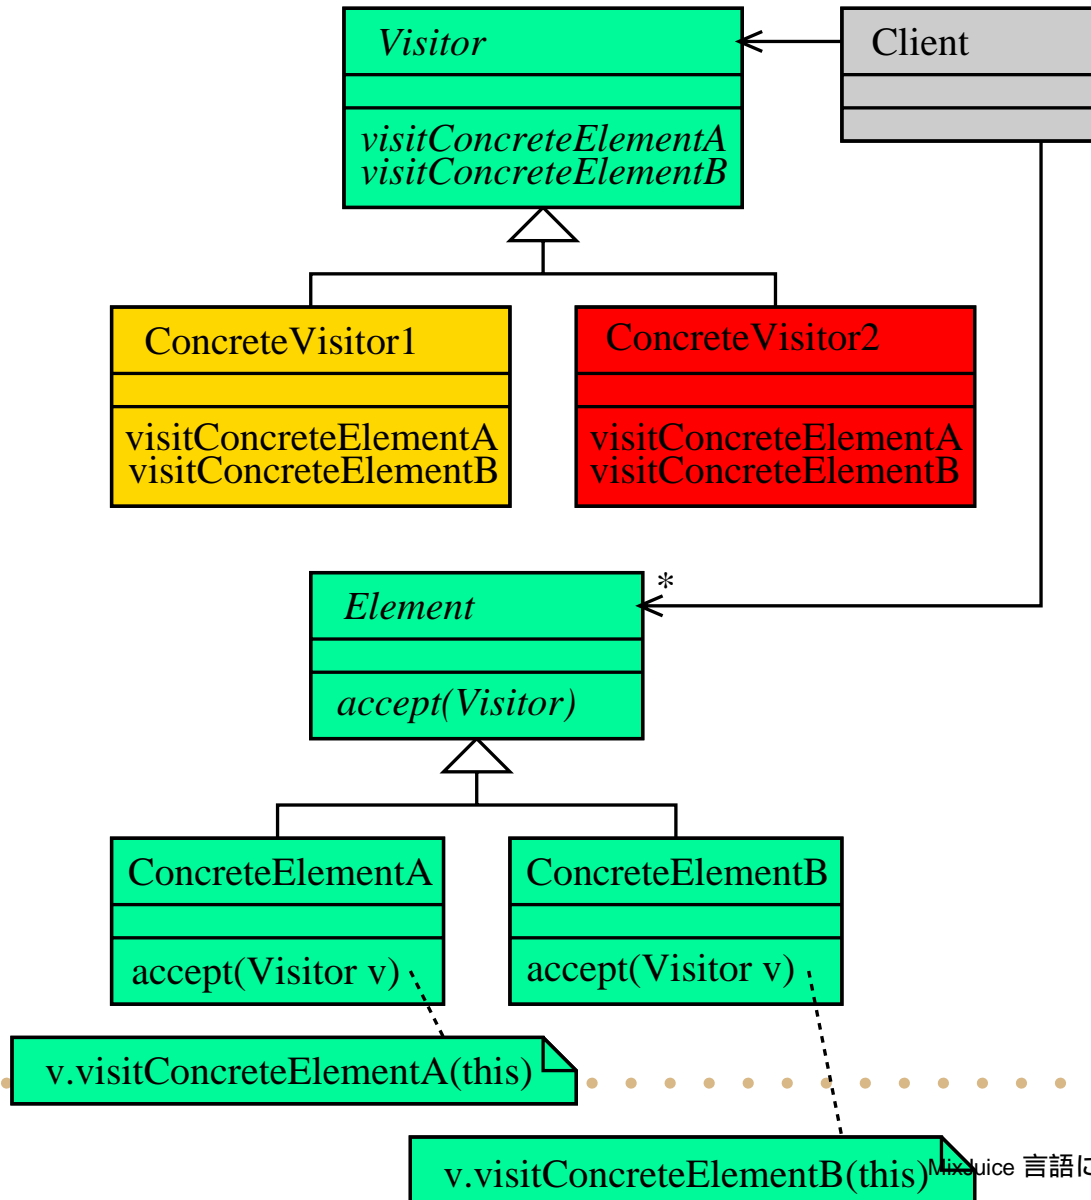 Visitor
Client
visitConcreteElementA
visitConcreteElementB
ConcreteVisitor1
ConcreteVisitor2
visitConcreteElementA
visitConcreteElementB
visitConcreteElementA
visitConcreteElementB
*
Element
accept(Visitor)
ConcreteElementA
ConcreteElementB
accept(Visitor v)
accept(Visitor v)
v.visitConcreteElementA(this)
v.visitConcreteElementB(this)
MixJuice 言語に